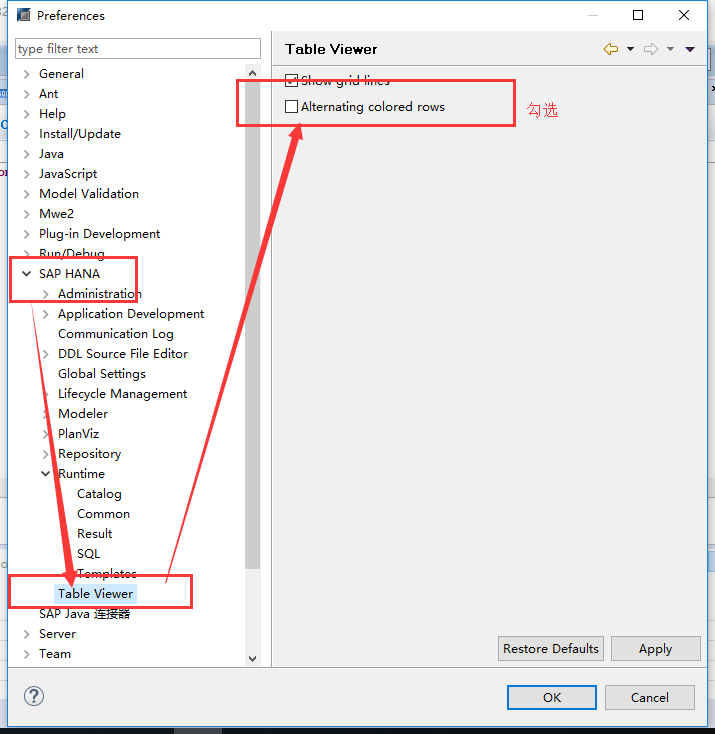 Preferences
type filter text
General
Ant
Help
Install/Update
Java
JavaScript
Model Validation
Mwe2
Plug-in Development
Run/Debug
SAP HANA
Administration
Application Development
Communication Log
DDL Source File Editor
Global Settings
Lifecycle Management
Modeler
PlanViz
Repository
Runtime
Catalog
Common
Result
SQL
Templates
Table Viewer
SAP Java 连接器
Server
Team
Table Viewer
Show grid lines
Alternating colored rows
勾选
Restore Defaults
Apply
OK
Cancel